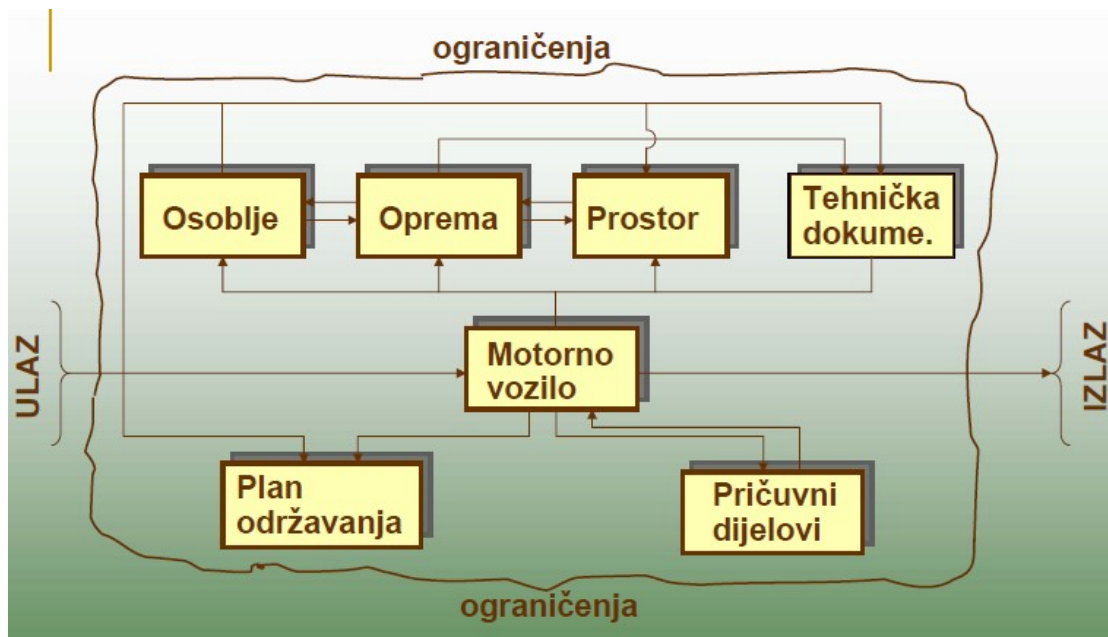 ograničenja
Osoblje
Oprema
Prostor
Tehnička
dokume.
ULAZ
Motorno
vozilo
IZLAZ
Plan
održavanja
Pričuvni
dijelovi
ograničenja